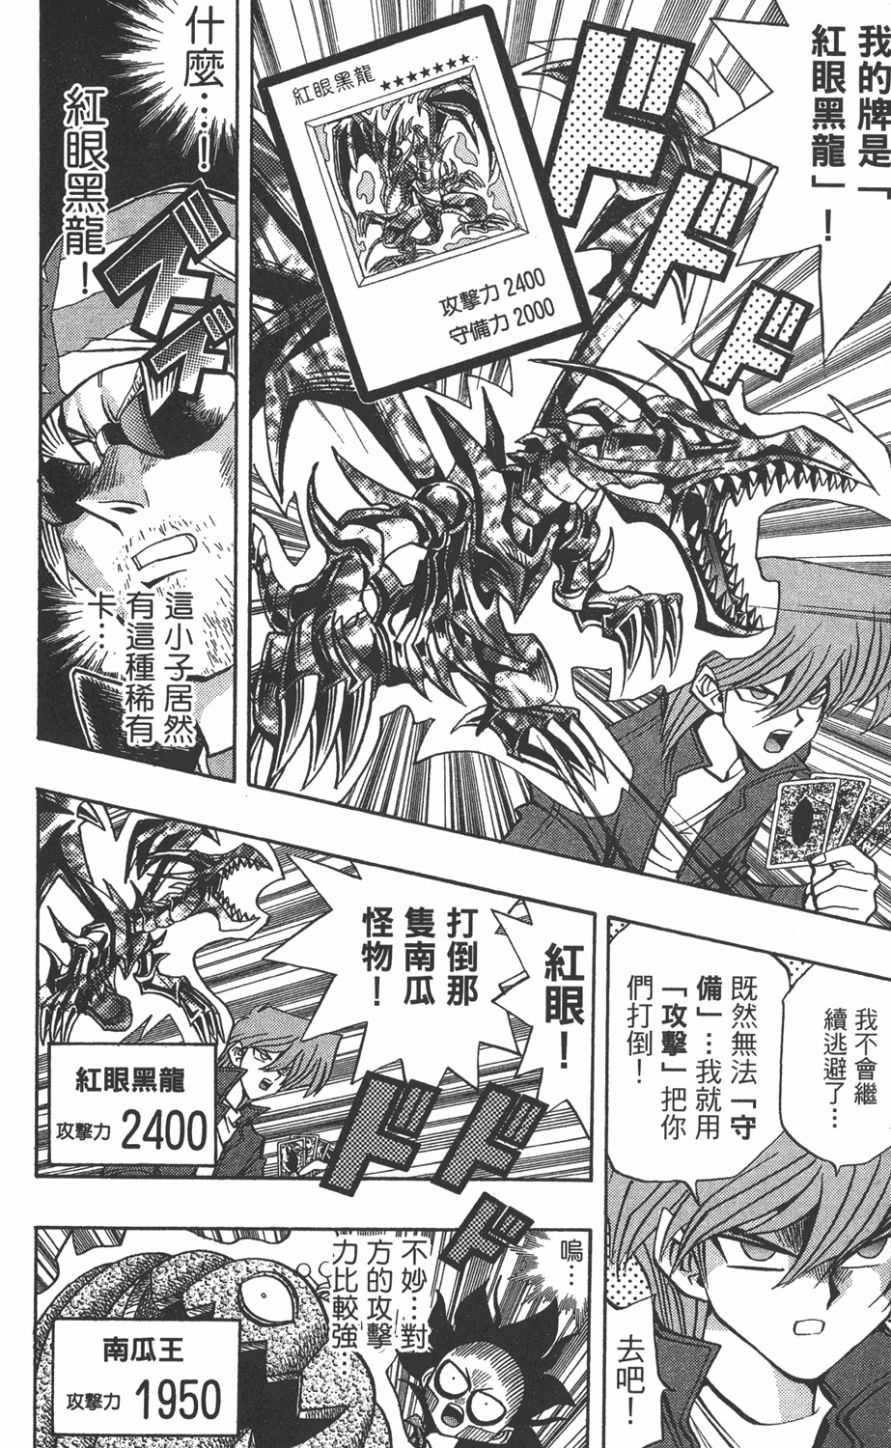 我的牌是「
紅眼黑龍」！
ドドドド
紅眼黑龍 ★★★★★★★
攻擊力 2400
守備力 2000
什麼…！
紅眼黑龍！
ズズ
這小子居然
有這種稀有
卡…
我不會繼
續逃避了…
既然無法「守
備」…我就用
「攻擊」把你
們打倒！
去吧！
紅眼！
打倒那
隻南瓜
怪物！
ドド
紅眼黑龍
攻擊力 2400
ド
嗚…
不妙…對
方的攻擊
力比較強…
南瓜王
攻擊力 1950